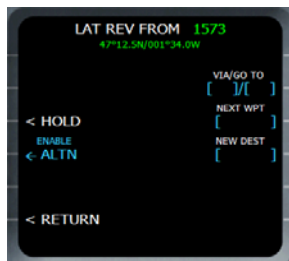 LAT REV FROM 1573
47°12.5N/001°34.0W
VIA/GO TO
[ ]/[ ]
NEXT WPT
< HOLD [ ]
ENABLE NEW DEST
← ALTN [ ]
< RETURN